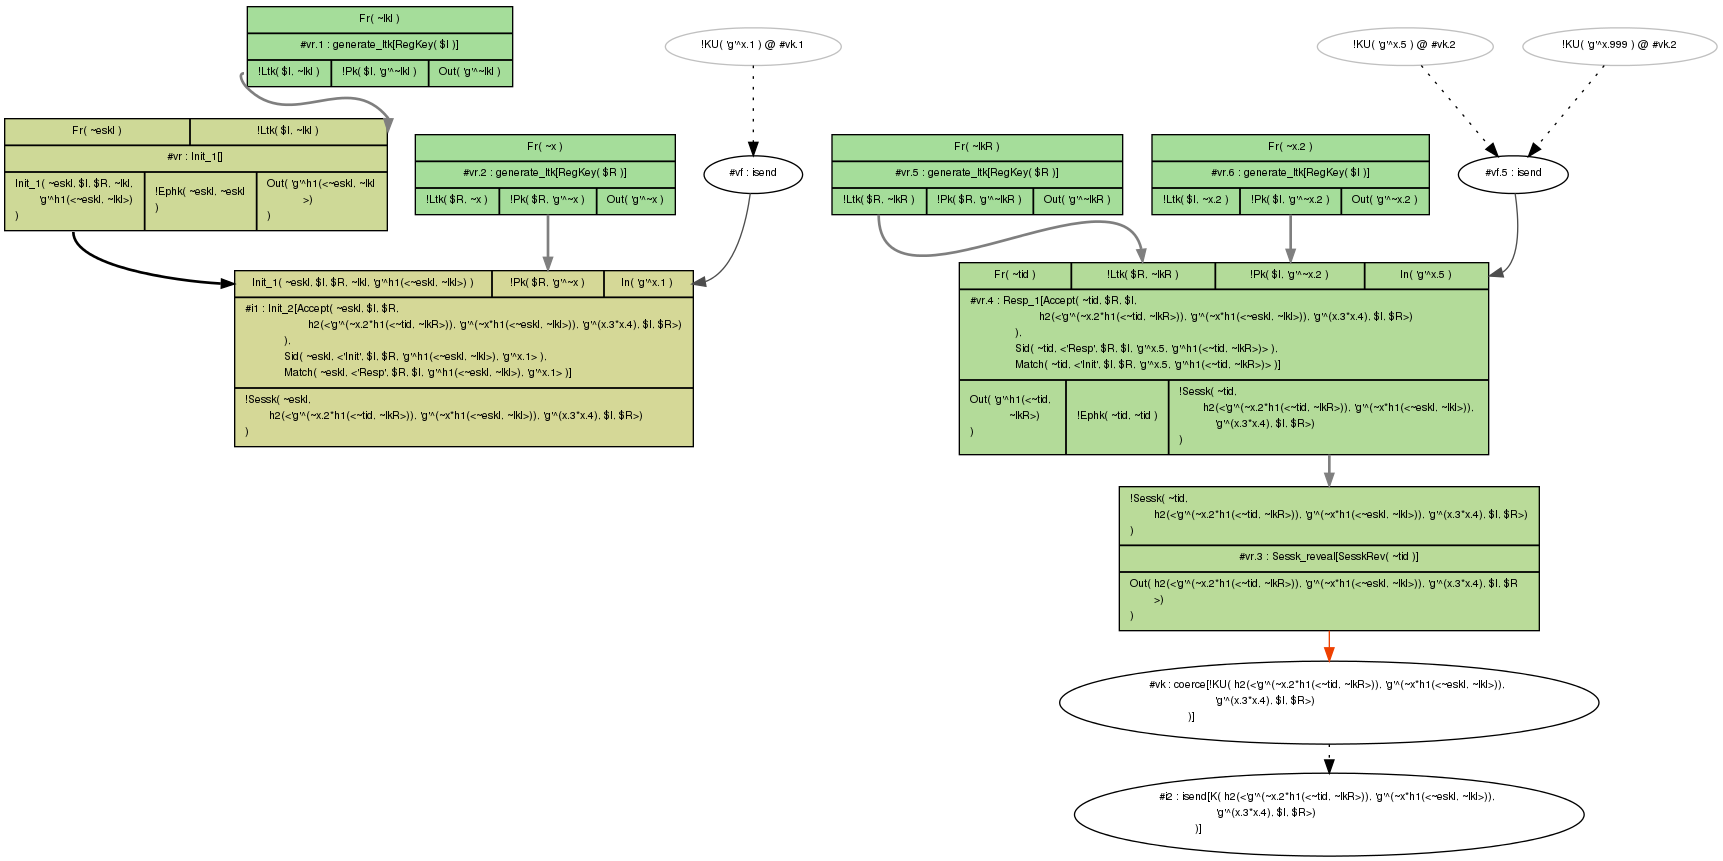 Fr( ~lkI )
#vr.1 : generate_ltk[RegKey( $I )]
!Ltk( $I, ~lkI )
!Pk( $I, 'g'^~lkI )
Out( 'g'^~lkI )
!KU( 'g'^x.1 ) @ #vk.1
!KU( 'g'^x.5 ) @ #vk.2
!KU( 'g'^x.999 ) @ #vk.2
Fr( ~eskI )
!Ltk( $I, ~lkI )
#vr : Init_1[]
Init_1( ~eskI, $I, $R, ~lkI,
'g'^h1(<~eskI, ~lkI>)
)
!Ephk( ~eskI, ~eskI
)
Out( 'g'^h1(<~eskI, ~lkI
>)
)
Fr( ~x )
#vr.2 : generate_ltk[RegKey( $R )]
!Ltk( $R, ~x )
!Pk( $R, 'g'^~x )
Out( 'g'^~x )
#vf : isend
Fr( ~lkR )
#vr.5 : generate_ltk[RegKey( $R )]
!Ltk( $R, ~lkR )
!Pk( $R, 'g'^~lkR )
Out( 'g'^~lkR )
Fr( ~x.2 )
#vr.6 : generate_ltk[RegKey( $I )]
!Ltk( $I, ~x.2 )
!Pk( $I, 'g'^~x.2 )
Out( 'g'^~x.2 )
#vf.5 : isend
Init_1( ~eskI, $I, $R, ~lkI, 'g'^h1(<~eskI, ~lkI>) )
!Pk( $R, 'g'^~x )
In( 'g'^x.1 )
#i1 : Init_2[Accept( ~eskI, $I, $R,
h2(<'g'^(~x.2*h1(<~tid, ~lkR>)), 'g'^(~x*h1(<~eskI, ~lkI>)), 'g'^(x.3*x.4), $I, $R>)
),
Sid( ~eskI, <'Init', $I, $R, 'g'^h1(<~eskI, ~lkI>), 'g'^x.1> ),
Match( ~eskI, <'Resp', $R, $I, 'g'^h1(<~eskI, ~lkI>), 'g'^x.1> )]
!Sessk( ~eskI,
h2(<'g'^(~x.2*h1(<~tid, ~lkR>)), 'g'^(~x*h1(<~eskI, ~lkI>)), 'g'^(x.3*x.4), $I, $R>)
)
Fr( ~tid )
!Ltk( $R, ~lkR )
!Pk( $I, 'g'^~x.2 )
In( 'g'^x.5 )
#vr.4 : Resp_1[Accept( ~tid, $R, $I,
h2(<'g'^(~x.2*h1(<~tid, ~lkR>)), 'g'^(~x*h1(<~eskI, ~lkI>)), 'g'^(x.3*x.4), $I, $R>)
),
Sid( ~tid, <'Resp', $R, $I, 'g'^x.5, 'g'^h1(<~tid, ~lkR>)> ),
Match( ~tid, <'Init', $I, $R, 'g'^x.5, 'g'^h1(<~tid, ~lkR>)> )]
Out( 'g'^h1(<~tid,
~lkR>)
)
!Ephk( ~tid, ~tid )
!Sessk( ~tid,
h2(<'g'^(~x.2*h1(<~tid, ~lkR>)), 'g'^(~x*h1(<~eskI, ~lkI>)),
'g'^(x.3*x.4), $I, $R>)
)
!Sessk( ~tid,
h2(<'g'^(~x.2*h1(<~tid, ~lkR>)), 'g'^(~x*h1(<~eskI, ~lkI>)), 'g'^(x.3*x.4), $I, $R>)
)
#vr.3 : Sessk_reveal[SesskRev( ~tid )]
Out( h2(<'g'^(~x.2*h1(<~tid, ~lkR>)), 'g'^(~x*h1(<~eskI, ~lkI>)), 'g'^(x.3*x.4), $I, $R
>)
)
#vk : coerce[!KU( h2(<'g'^(~x.2*h1(<~tid, ~lkR>)), 'g'^(~x*h1(<~eskI, ~lkI>)),
'g'^(x.3*x.4), $I, $R>)
)]
#i2 : isend[K( h2(<'g'^(~x.2*h1(<~tid, ~lkR>)), 'g'^(~x*h1(<~eskI, ~lkI>)),
'g'^(x.3*x.4), $I, $R>)
)]